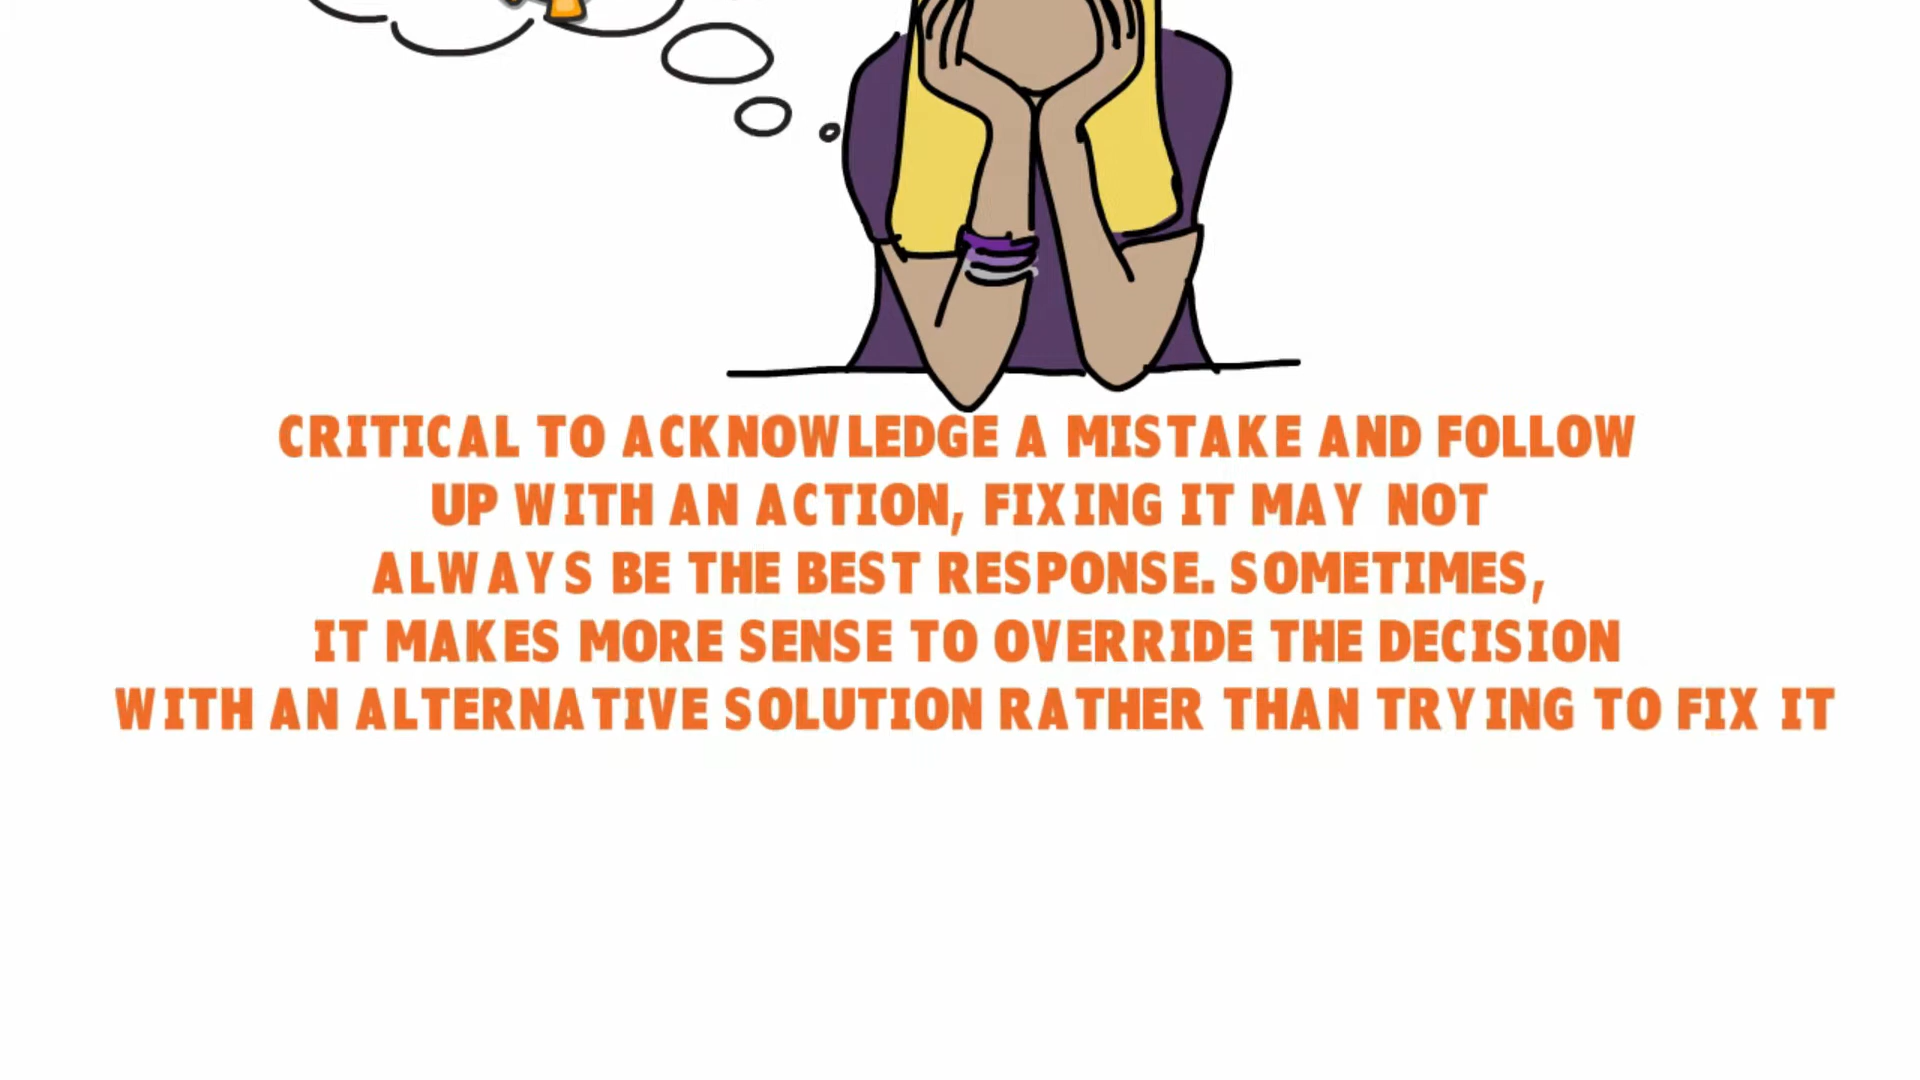 CRITICAL TO ACKNOWLEDGE A MISTAKE AND FOLLOW
UP WITH AN ACTION, FIXING IT MAY NOT
ALWAYS BE THE BEST RESPONSE. SOMETIMES,
IT MAKES MORE SENSE TO OVERRIDE THE DECISION
WITH AN ALTERNATIVE SOLUTION RATHER THAN TRYING TO FIX IT